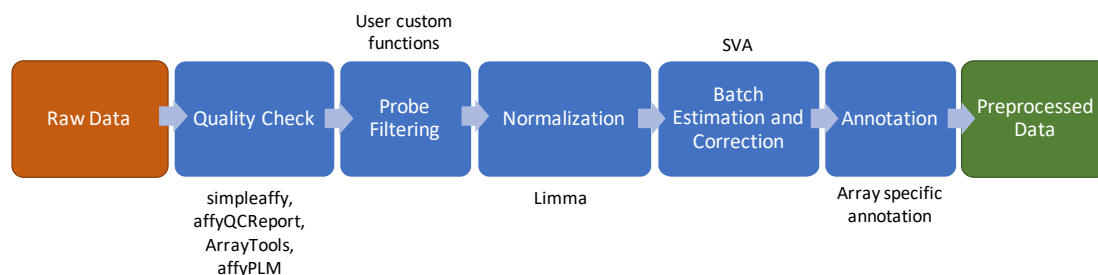 User custom
functions
SVA
Raw Data
Quality Check
Probe
Filtering
Normalization
Batch
Estimation and
Correction
Annotation
Preprocessed
Data
simpleaffy,
affyQCReport,
ArrayTools,
affyPLM
Limma
Array specific
annotation